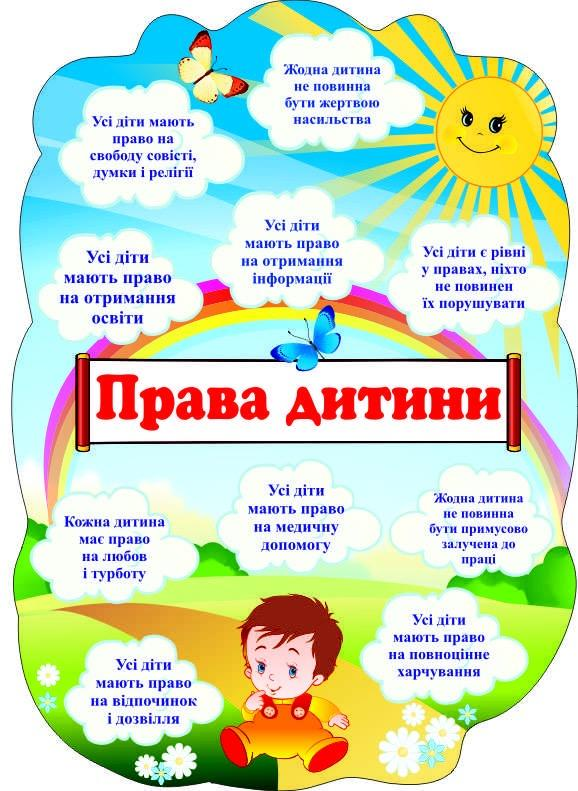 Жодна дитина
не повинна
бути жертвою
насильства
Усі діти мають
право на
свободу совісті,
думки і релігії
Усі діти
мають право
на отримання
інформації
Усі діти
мають право
на отримання
освіти
Усі діти є рівні
у правах, ніхто
не повинен
їх порушувати
Права дитини
Усі діти
мають право
на медичну
допомогу
Кожна дитина
має право
на любов
і турботу
Жодна дитина
не повинна
бути примусово
залучена до
праці
Усі діти
мають право
на повноцінне
харчування
Усі діти
мають право
на відпочинок
і дозвілля